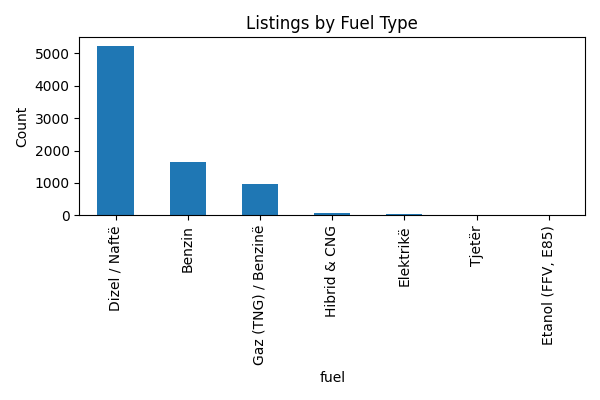 Listings by Fuel Type
Count
5000
4000
3000
2000
1000
0
Dizel / Naftë
Benzin
Gaz (TNG) / Benzinë
Hibrid & CNG
Elektrikë
Tjetër
Etanol (FFV, E85)
fuel